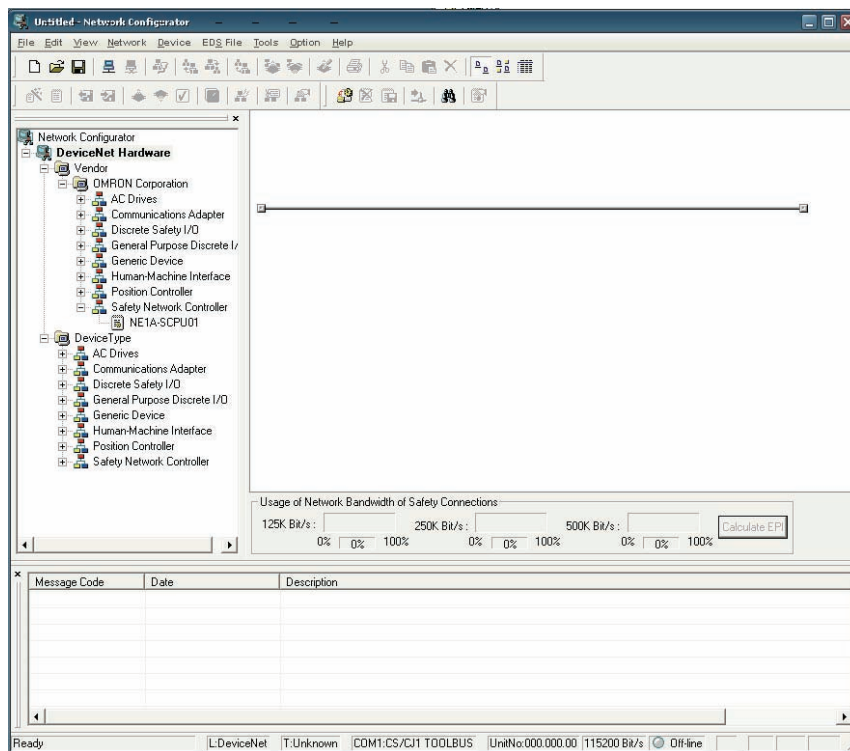 Untitled - Network Configurator
File Edit View Network Device EDS File Tools Option Help
Network Configurator
DeviceNet Hardware
Vendor
OMRON Corporation
AC Drives
Communications Adapter
Discrete Safety I/O
General Purpose Discrete I/
Generic Device
Human-Machine Interface
Position Controller
Safety Network Controller
NE1A-SCPU01
DeviceType
AC Drives
Communications Adapter
Discrete Safety I/O
General Purpose Discrete I/O
Generic Device
Human-Machine Interface
Position Controller
Safety Network Controller
Usage of Network Bandwidth of Safety Connections
125K Bit/s : 250K Bit/s : 500K Bit/s : Calculate EPI
0% 0% 100% 0% 0% 100% 0% 0% 100%
Message Code Date Description
Ready L:DeviceNet T:Unknown COM1:CS/CJ1 TOOLBUS UnitNo:000.000.00 115200 Bit/s Off-line